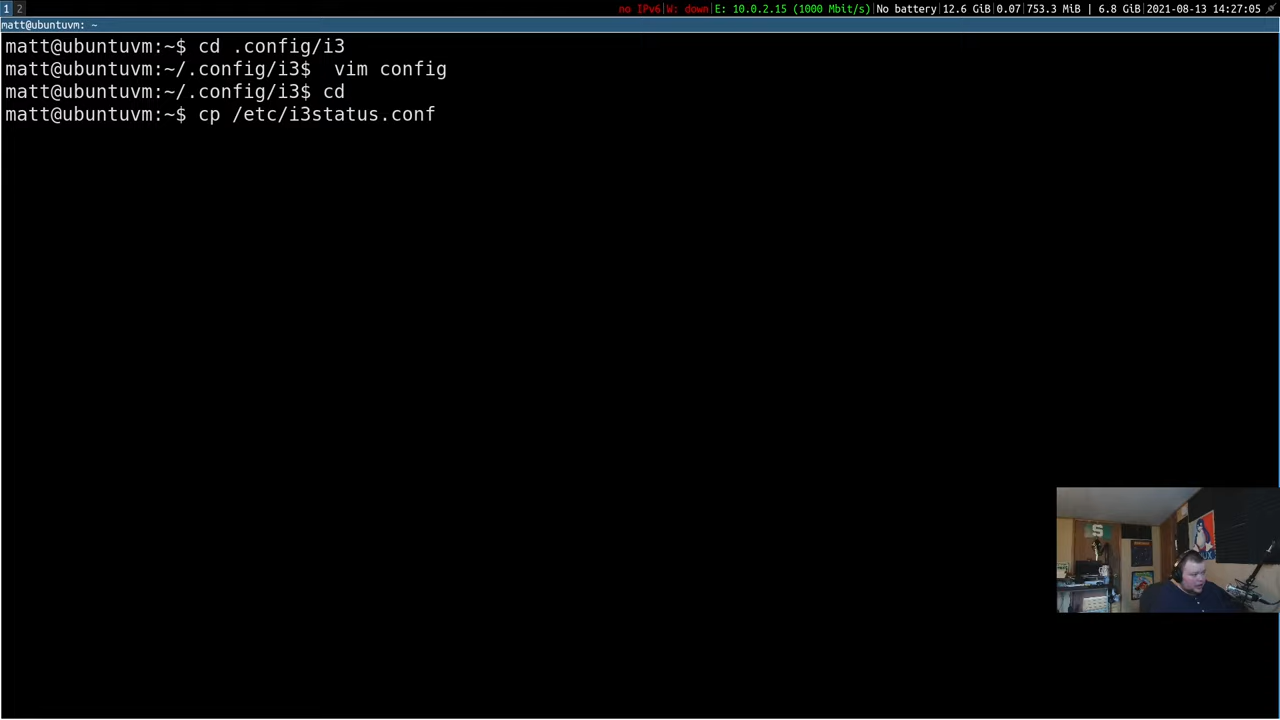 1 2 no IPv6|W: down|E: 10.0.2.15 (1000 Mbit/s)|No battery|12.6 GiB|0.07|753.3 MiB | 6.8 GiB|2021-08-13 14:27:05
matt@ubuntuvm: ~
matt@ubuntuvm:~$ cd .config/i3
matt@ubuntuvm:~/.config/i3$  vim config
matt@ubuntuvm:~/.config/i3$ cd
matt@ubuntuvm:~$ cp /etc/i3status.conf
S